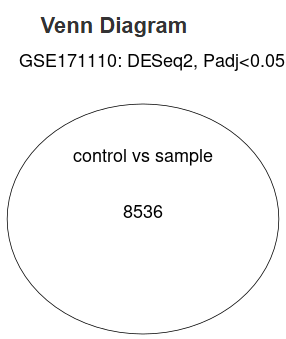 Venn Diagram
GSE171110: DESeq2, Padj<0.05
control vs sample
8536